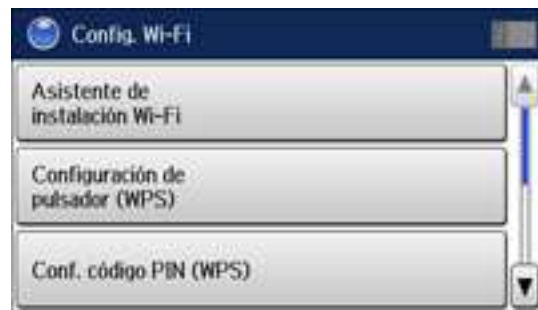 Config. Wi-Fi
Asistente de
instalación Wi-Fi
Configuración de
pulsador (WPS)
Conf. código PIN (WPS)